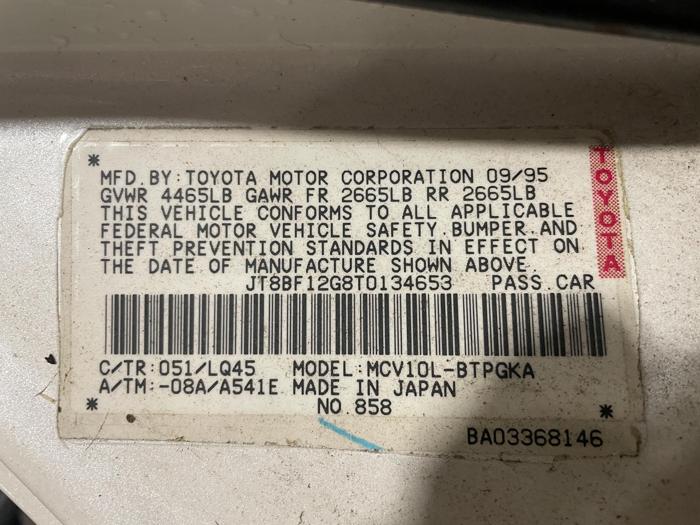 *
MFD. BY: TOYOTA MOTOR CORPORATION 09/95
GVWR 4465LB GAWR FR 2665LB RR 2665LB
THIS VEHICLE CONFORMS TO ALL APPLICABLE
FEDERAL MOTOR VEHICLE SAFETY, BUMPER, AND
THEFT PREVENTION STANDARDS IN EFFECT ON
THE DATE OF MANUFACTURE SHOWN ABOVE.
TOYOTA
JT8BF12G8T0134653 PASS. CAR
C/TR: 051/LQ45 MODEL: MCV10L-BTPGKA
A/TM: -08A/A541E MADE IN JAPAN
* NO. 858 *
BA03368146